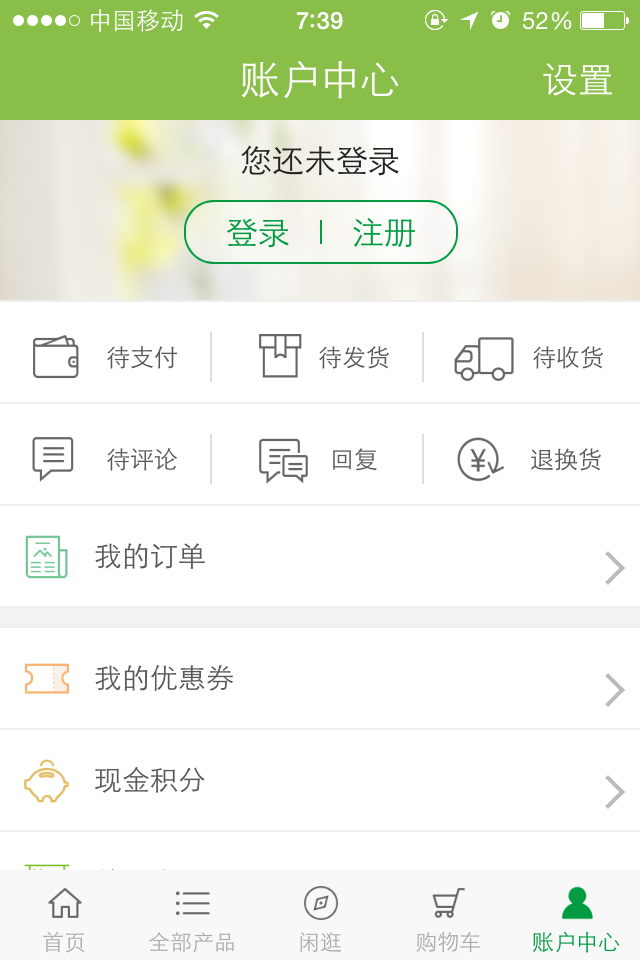 中国移动 7:39 52%
账户中心 设置
您还未登录
登录 | 注册
待支付 待发货 待收货
待评论 回复 退换货
我的订单
我的优惠券
现金积分
首页 全部产品 闲逛 购物车 账户中心